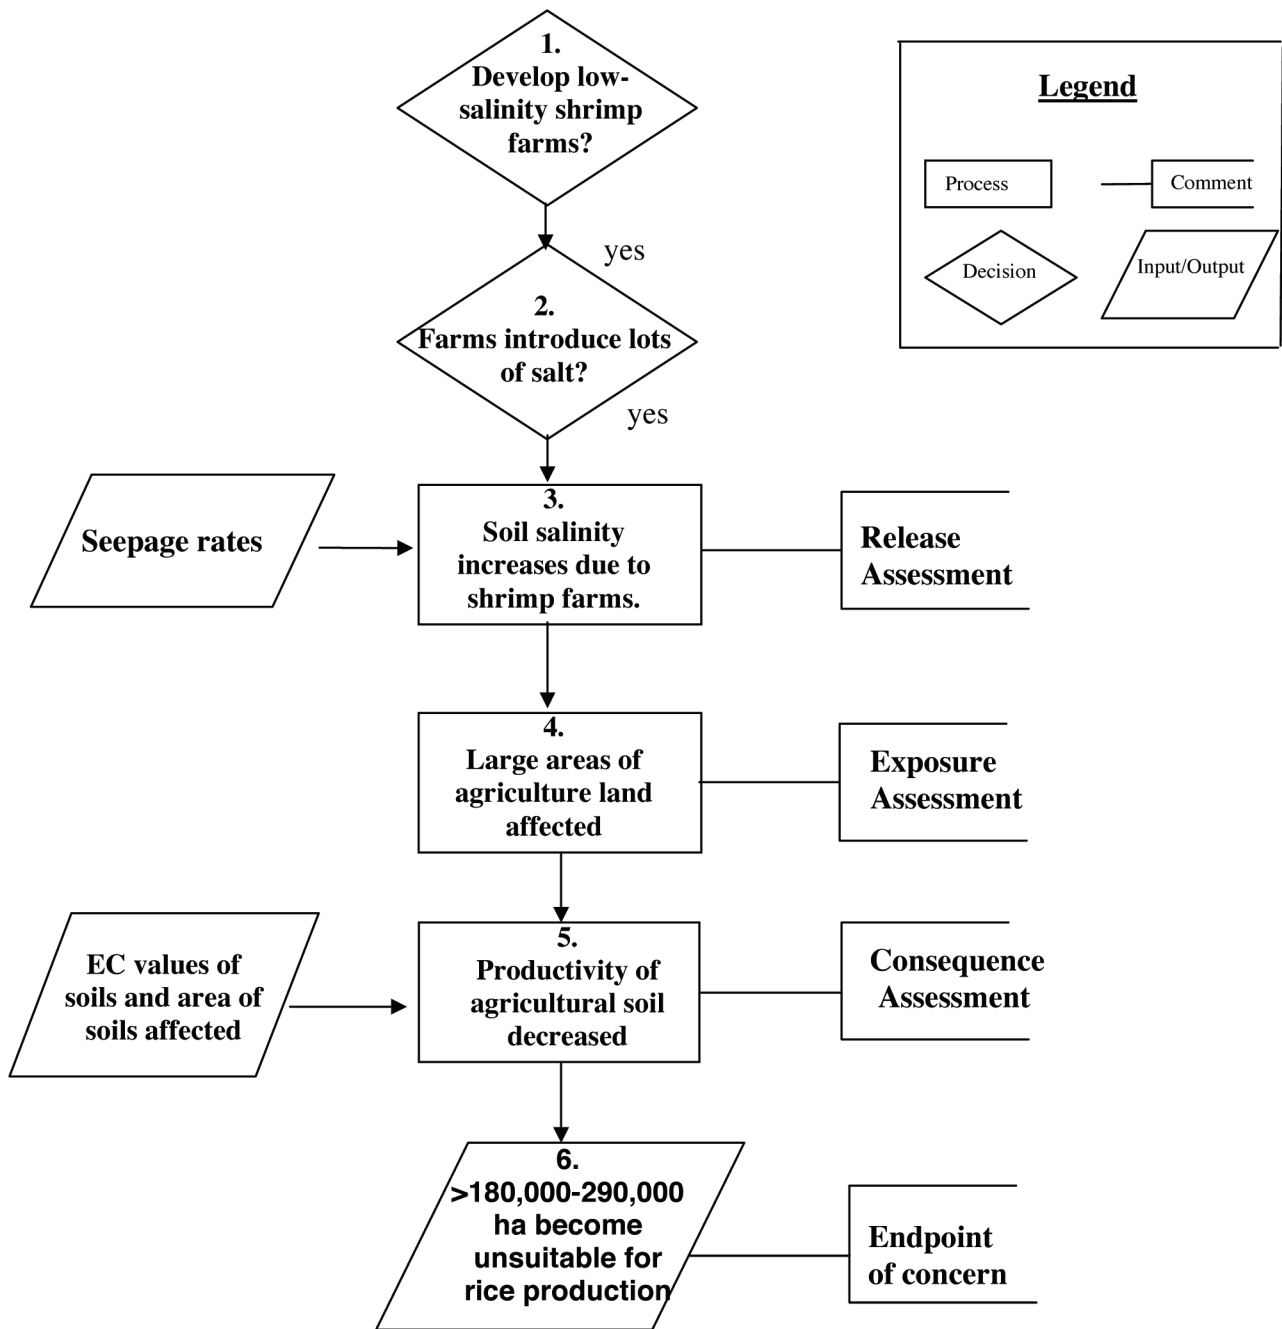 1.
Develop low-
salinity shrimp
farms?
yes
2.
Farms introduce lots
of salt?
yes
Seepage rates
3.
Soil salinity
increases due to
shrimp farms.
Release
Assessment
4.
Large areas of
agriculture land
affected
Exposure
Assessment
EC values of
soils and area of
soils affected
5.
Productivity of
agricultural soil
decreased
Consequence
Assessment
6.
>180,000-290,000
ha become
unsuitable for
rice production
Endpoint
of concern
Legend
Process
Comment
Decision
Input/Output